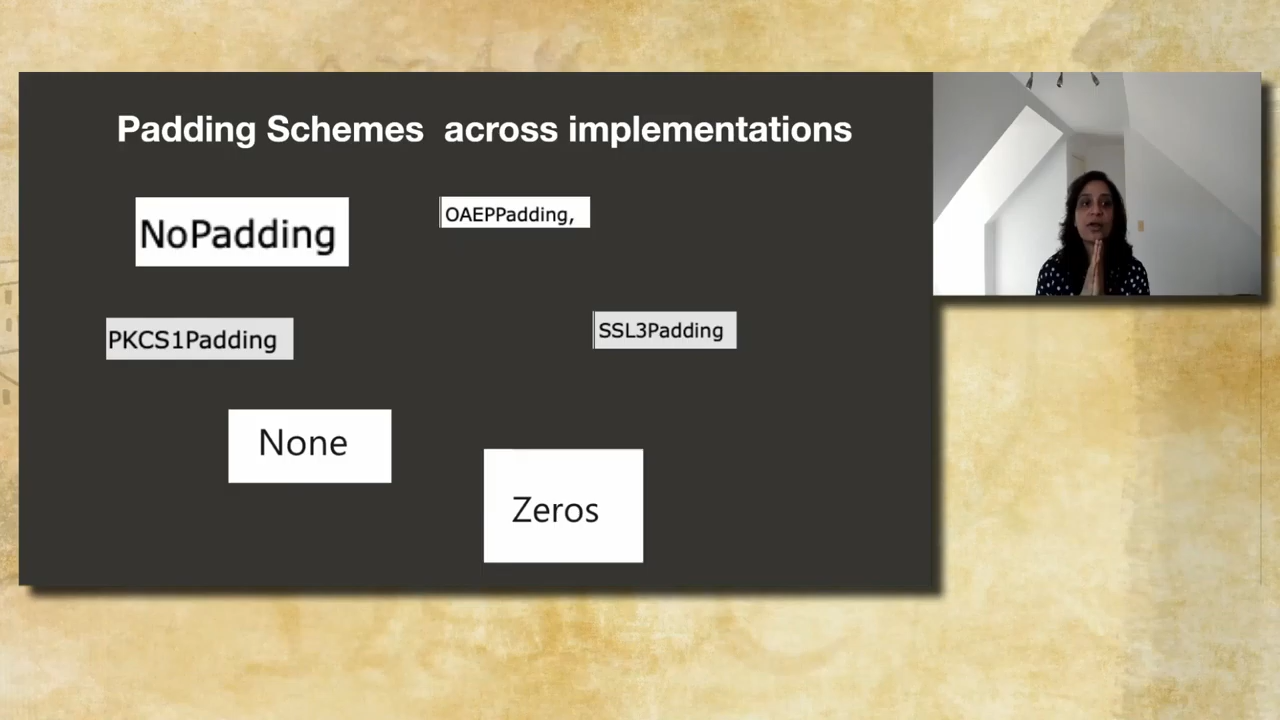 Padding Schemes across implementations
NoPadding
OAEPPadding,
PKCS1Padding
SSL3Padding
None
Zeros